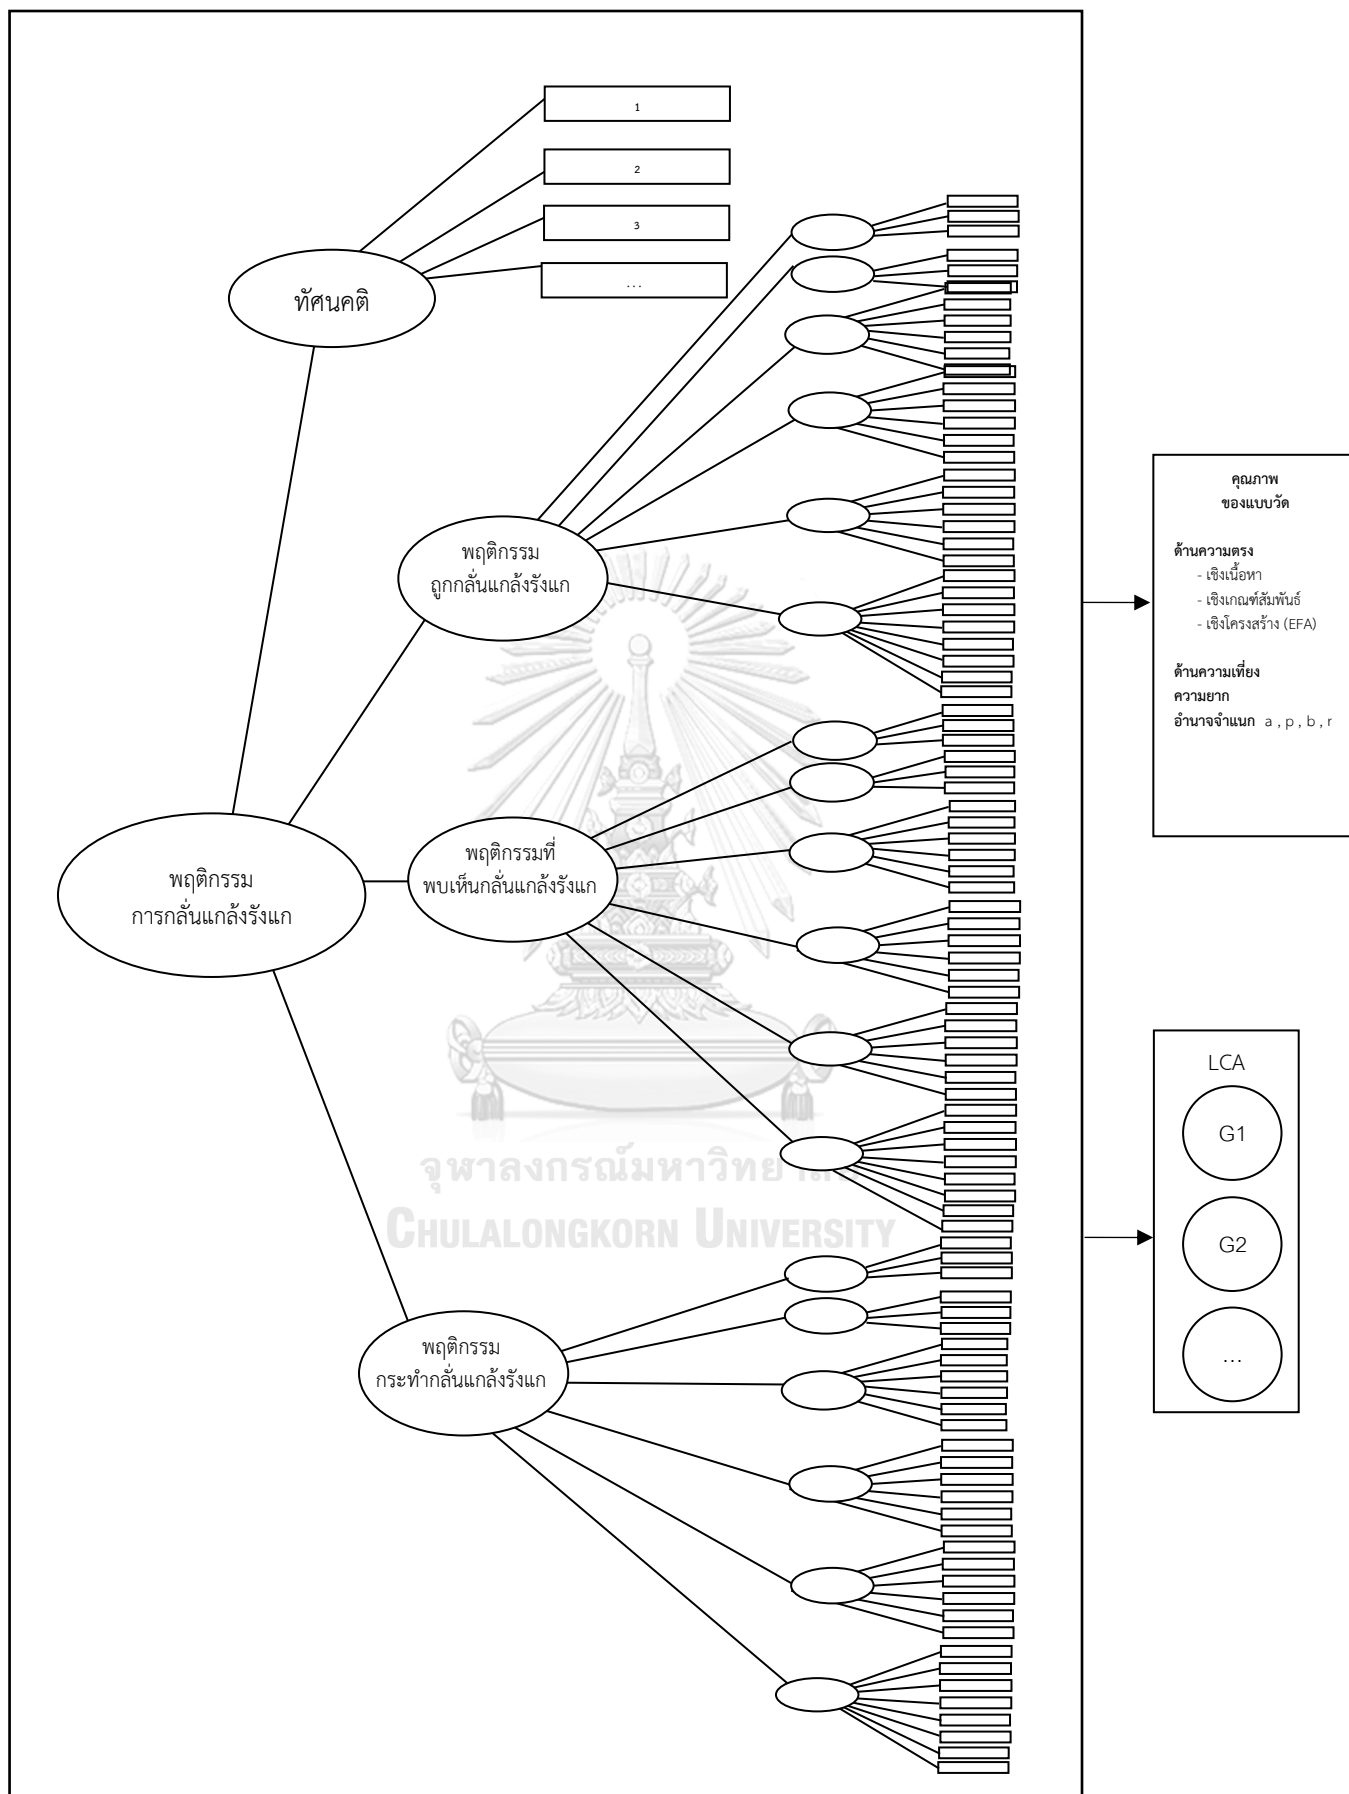 1
2
3
...
ทัศนคติ
พฤติกรรม
ถูกกลั่นแกล้งรังแก
พฤติกรรมที่
พบเห็นกลั่นแกล้งรังแก
พฤติกรรม
การกลั่นแกล้งรังแก
พฤติกรรม
กระทำกลั่นแกล้งรังแก
จุฬาลงกรณ์มหาวิทยาลัย
CHULALONGKORN UNIVERSITY
คุณภาพ
ของแบบวัด
ด้านความตรง
- เชิงเนื้อหา
- เชิงเกณฑ์สัมพันธ์
- เชิงโครงสร้าง (EFA)
ด้านความเที่ยง
ความยาก
อำนาจจำแนก a , p , b , r
LCA
G1
G2
...